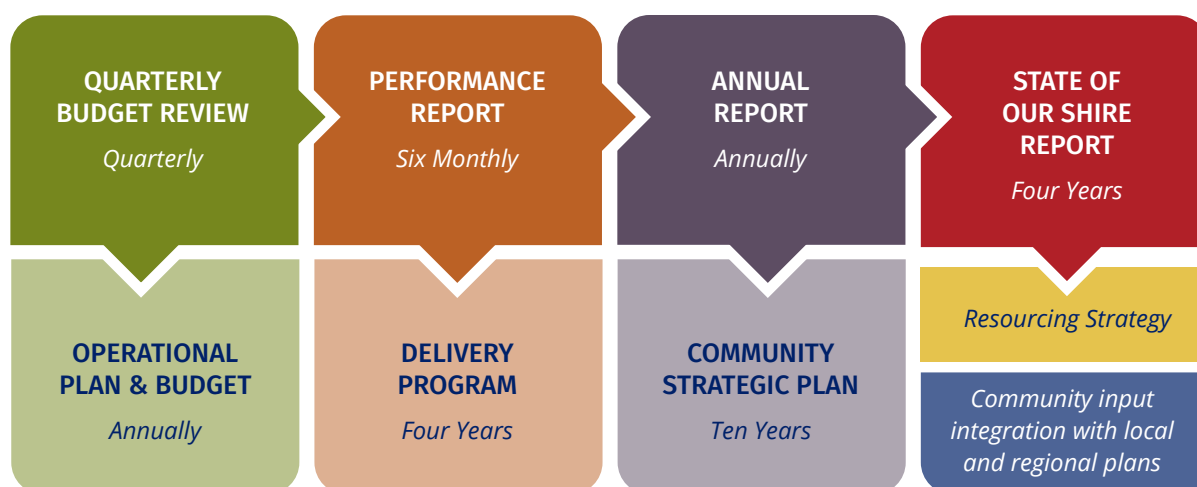 QUARTERLY
BUDGET REVIEW
Quarterly
PERFORMANCE
REPORT
Six Monthly
ANNUAL
REPORT
Annually
STATE OF
OUR SHIRE
REPORT
Four Years
OPERATIONAL
PLAN & BUDGET
Annually
DELIVERY
PROGRAM
Four Years
COMMUNITY
STRATEGIC PLAN
Ten Years
Resourcing Strategy
Community input
integration with local
and regional plans